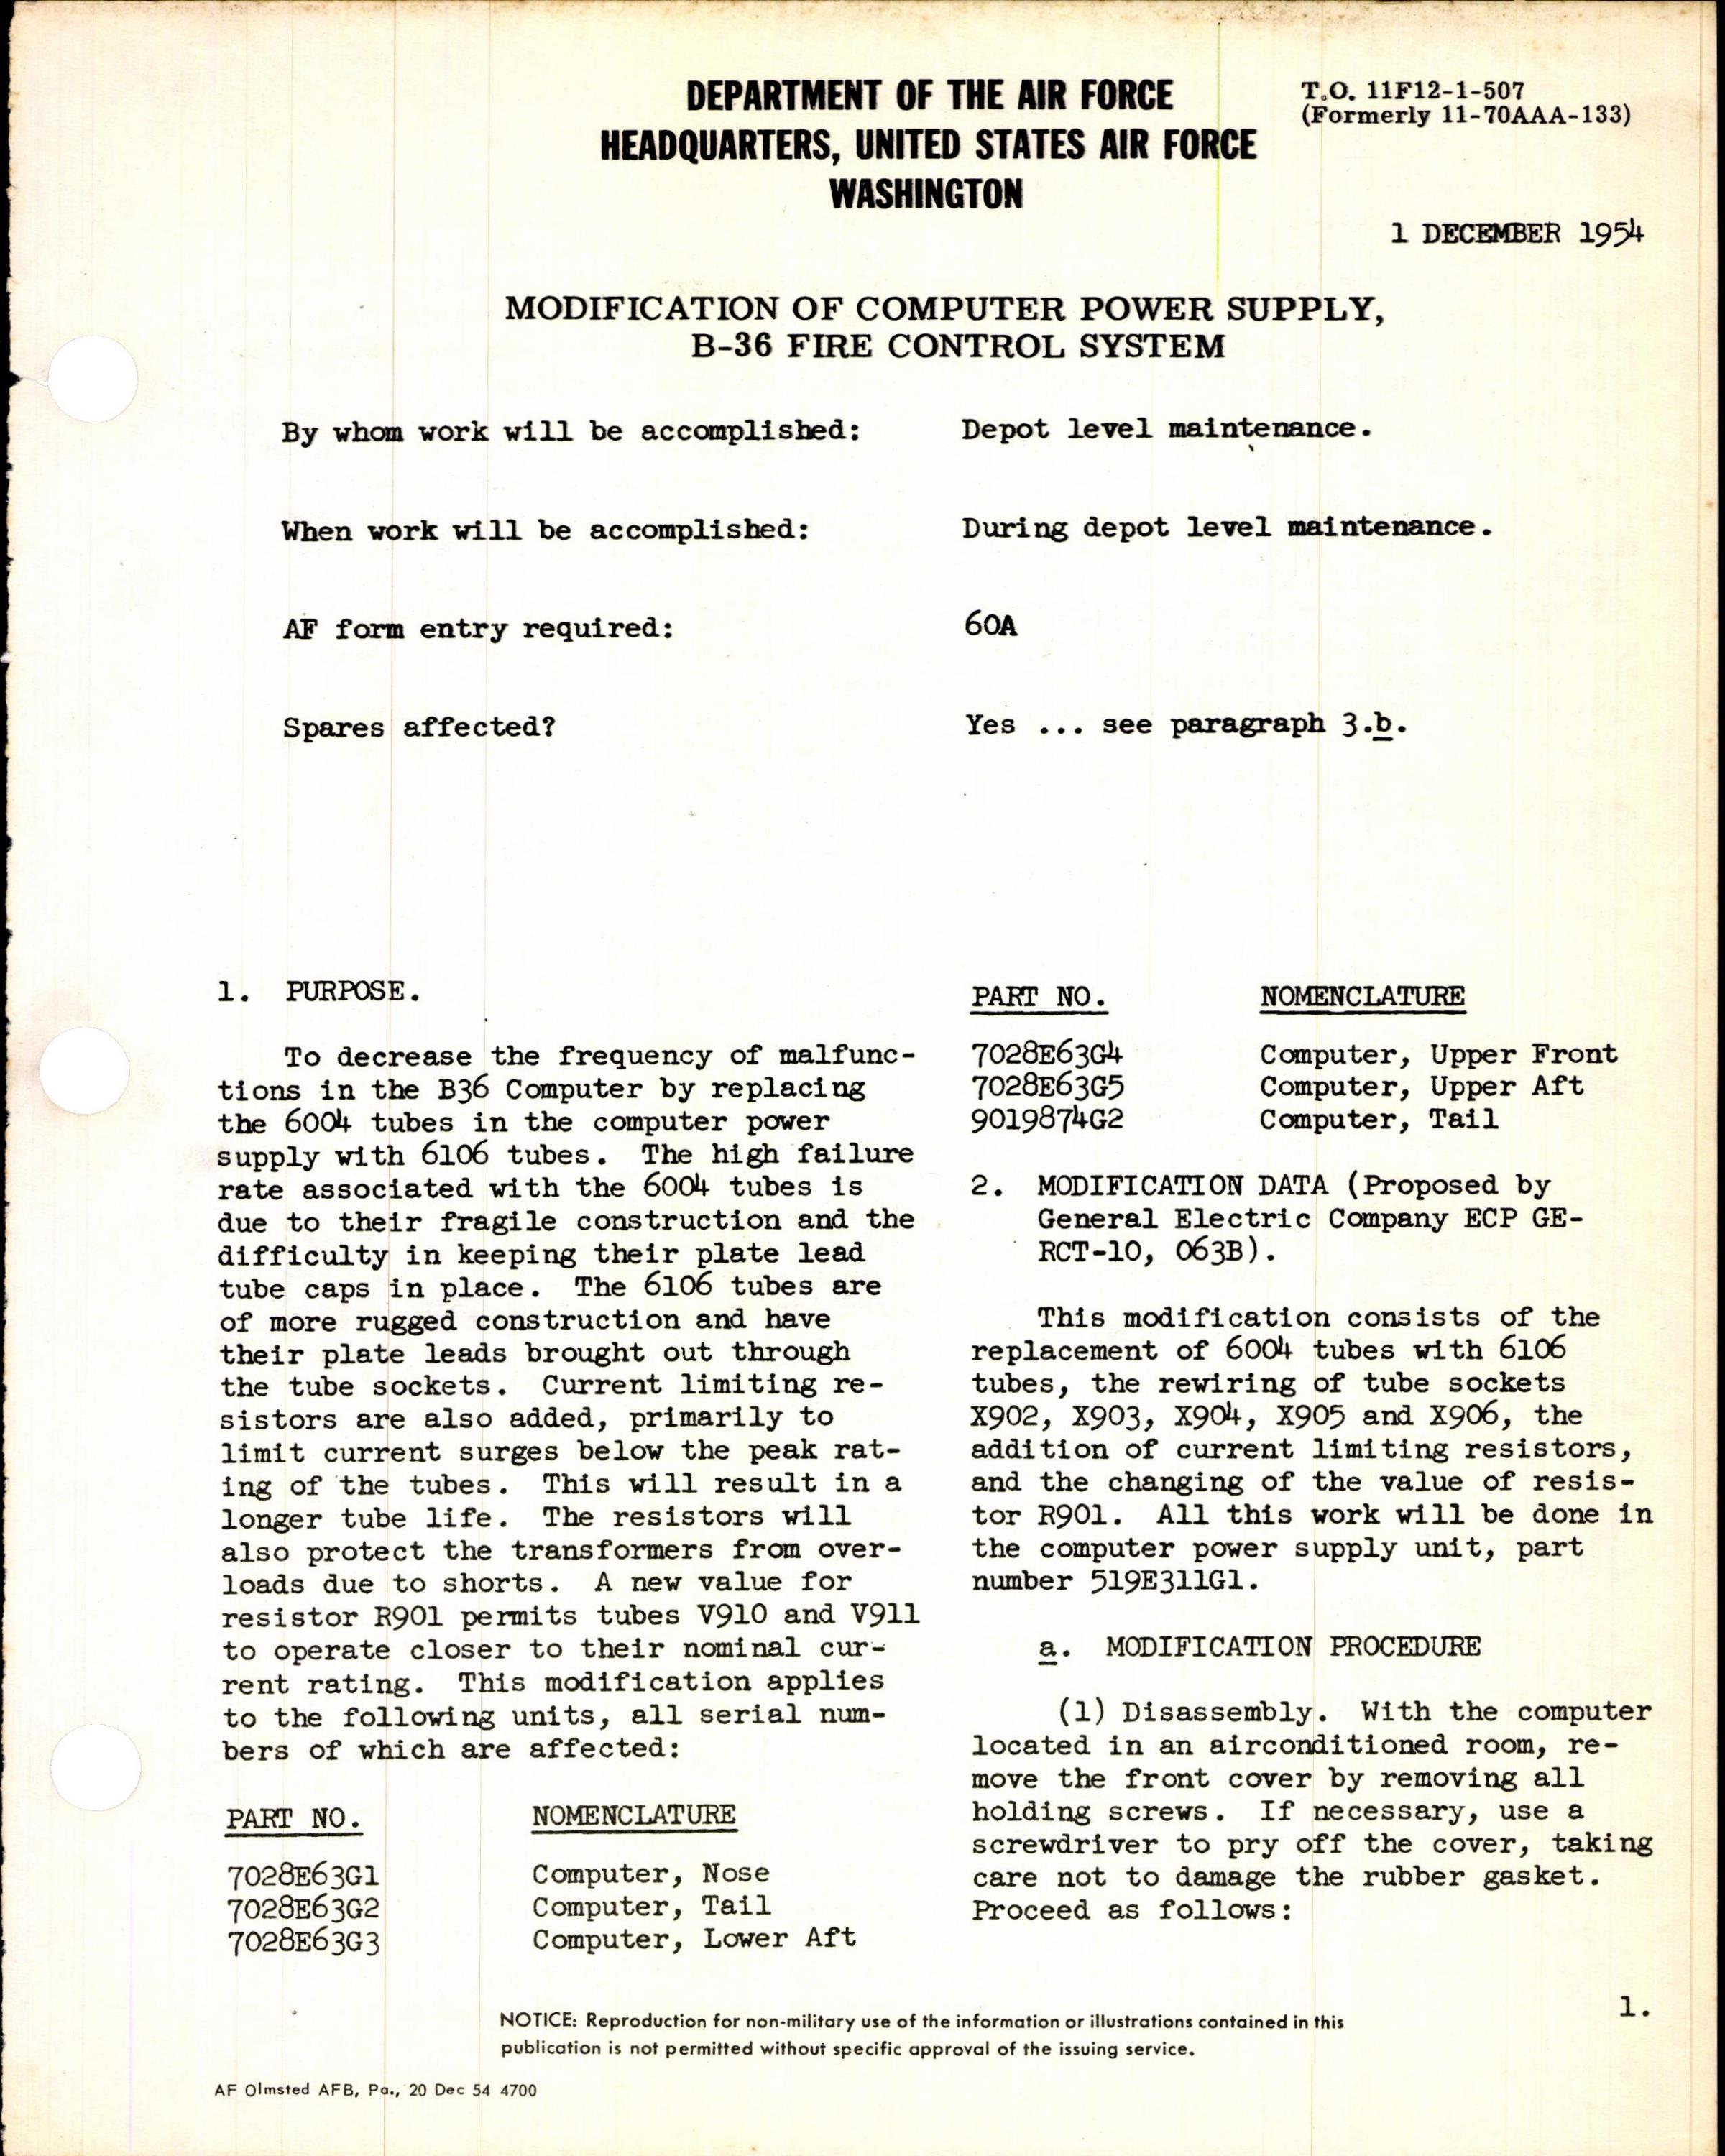 DEPARTMENT OF THE AIR FORCE
HEADQUARTERS, UNITED STATES AIR FORCE
WASHINGTON
T.O. 11F12-1-507
(Formerly 11-70AAA-133)
1 DECEMBER 1954
MODIFICATION OF COMPUTER POWER SUPPLY,
B-36 FIRE CONTROL SYSTEM
By whom work will be accomplished: Depot level maintenance.
When work will be accomplished: During depot level maintenance.
AF form entry required: 60A
Spares affected? Yes ... see paragraph 3.b.
1. PURPOSE.
To decrease the frequency of malfunc-
tions in the B36 Computer by replacing
the 6004 tubes in the computer power
supply with 6106 tubes. The high failure
rate associated with the 6004 tubes is
due to their fragile construction and the
difficulty in keeping their plate lead
tube caps in place. The 6106 tubes are
of more rugged construction and have
their plate leads brought out through
the tube sockets. Current limiting re-
sistors are also added, primarily to
limit current surges below the peak rat-
ing of the tubes. This will result in a
longer tube life. The resistors will
also protect the transformers from over-
loads due to shorts. A new value for
resistor R901 permits tubes V910 and V911
to operate closer to their nominal cur-
rent rating. This modification applies
to the following units, all serial num-
bers of which are affected:
PART NO. NOMENCLATURE
7028E63G1 Computer, Nose
7028E63G2 Computer, Tail
7028E63G3 Computer, Lower Aft
PART NO. NOMENCLATURE
7028E63G4 Computer, Upper Front
7028E63G5 Computer, Upper Aft
9019874G2 Computer, Tail
2. MODIFICATION DATA (Proposed by
General Electric Company ECP GE-
RCT-10, 063B).
This modification consists of the
replacement of 6004 tubes with 6106
tubes, the rewiring of tube sockets
X902, X903, X904, X905 and X906, the
addition of current limiting resistors,
and the changing of the value of resis-
tor R901. All this work will be done in
the computer power supply unit, part
number 519E311G1.
a. MODIFICATION PROCEDURE
(1) Disassembly. With the computer
located in an airconditioned room, re-
move the front cover by removing all
holding screws. If necessary, use a
screwdriver to pry off the cover, taking
care not to damage the rubber gasket.
Proceed as follows:
1.
NOTICE: Reproduction for non-military use of the information or illustrations contained in this
publication is not permitted without specific approval of the issuing service.
AF Olmsted AFB, Pa., 20 Dec 54 4700